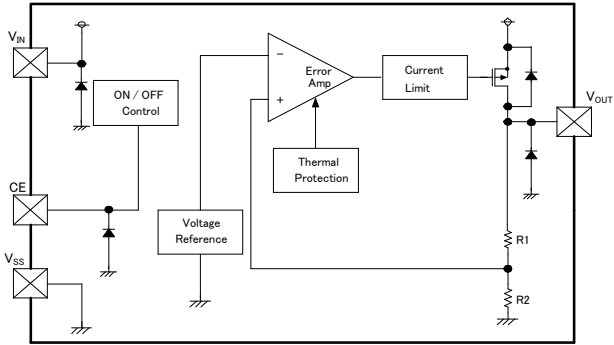 VIN
ON / OFF
Control
CE
VSS
−
+
Error
Amp
Thermal
Protection
Voltage
Reference
Current
Limit
VOUT
R1
R2